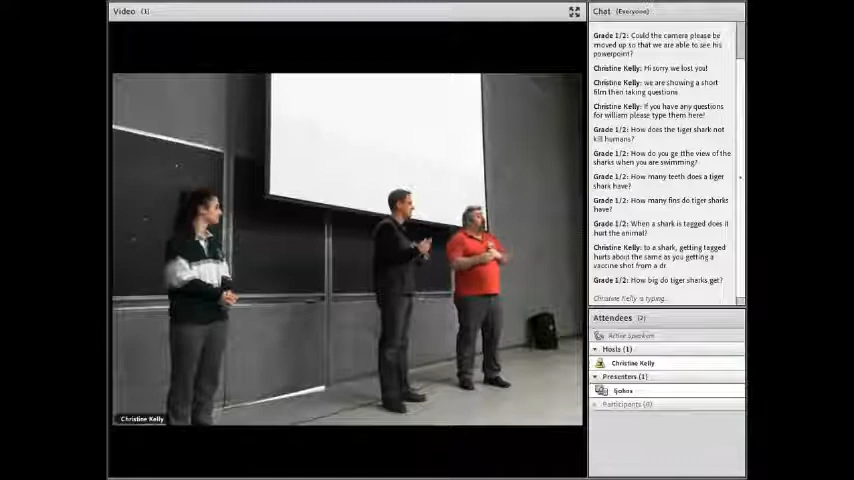 Video (1)
Christine Kelly
Chat (Everyone)
Grade 1/2: Could the camera please be
moved up so that we are able to see his
powerpoint?
Christine Kelly: Hi sorry we lost you!
Christine Kelly: we are showing a short
film then taking questions
Christine Kelly: If you have any questions
for william please type them here!
Grade 1/2: How does the tiger shark not
kill humans?
Grade 1/2: How do you ge tthe view of the
sharks when you are swimming?
Grade 1/2: How many teeth does a tiger
shark have?
Grade 1/2: How many fins do tiger sharks
have?
Grade 1/2: When a shark is tagged does it
hurt the animal?
Christine Kelly: to a shark, getting tagged
hurts about the same as you getting a
vaccine shot from a dr.
Grade 1/2: How big do tiger sharks get?
Christine Kelly is typing...
Attendees (2)
Active Speakers
Hosts (1)
Christine Kelly
Presenters (1)
Participants (0)